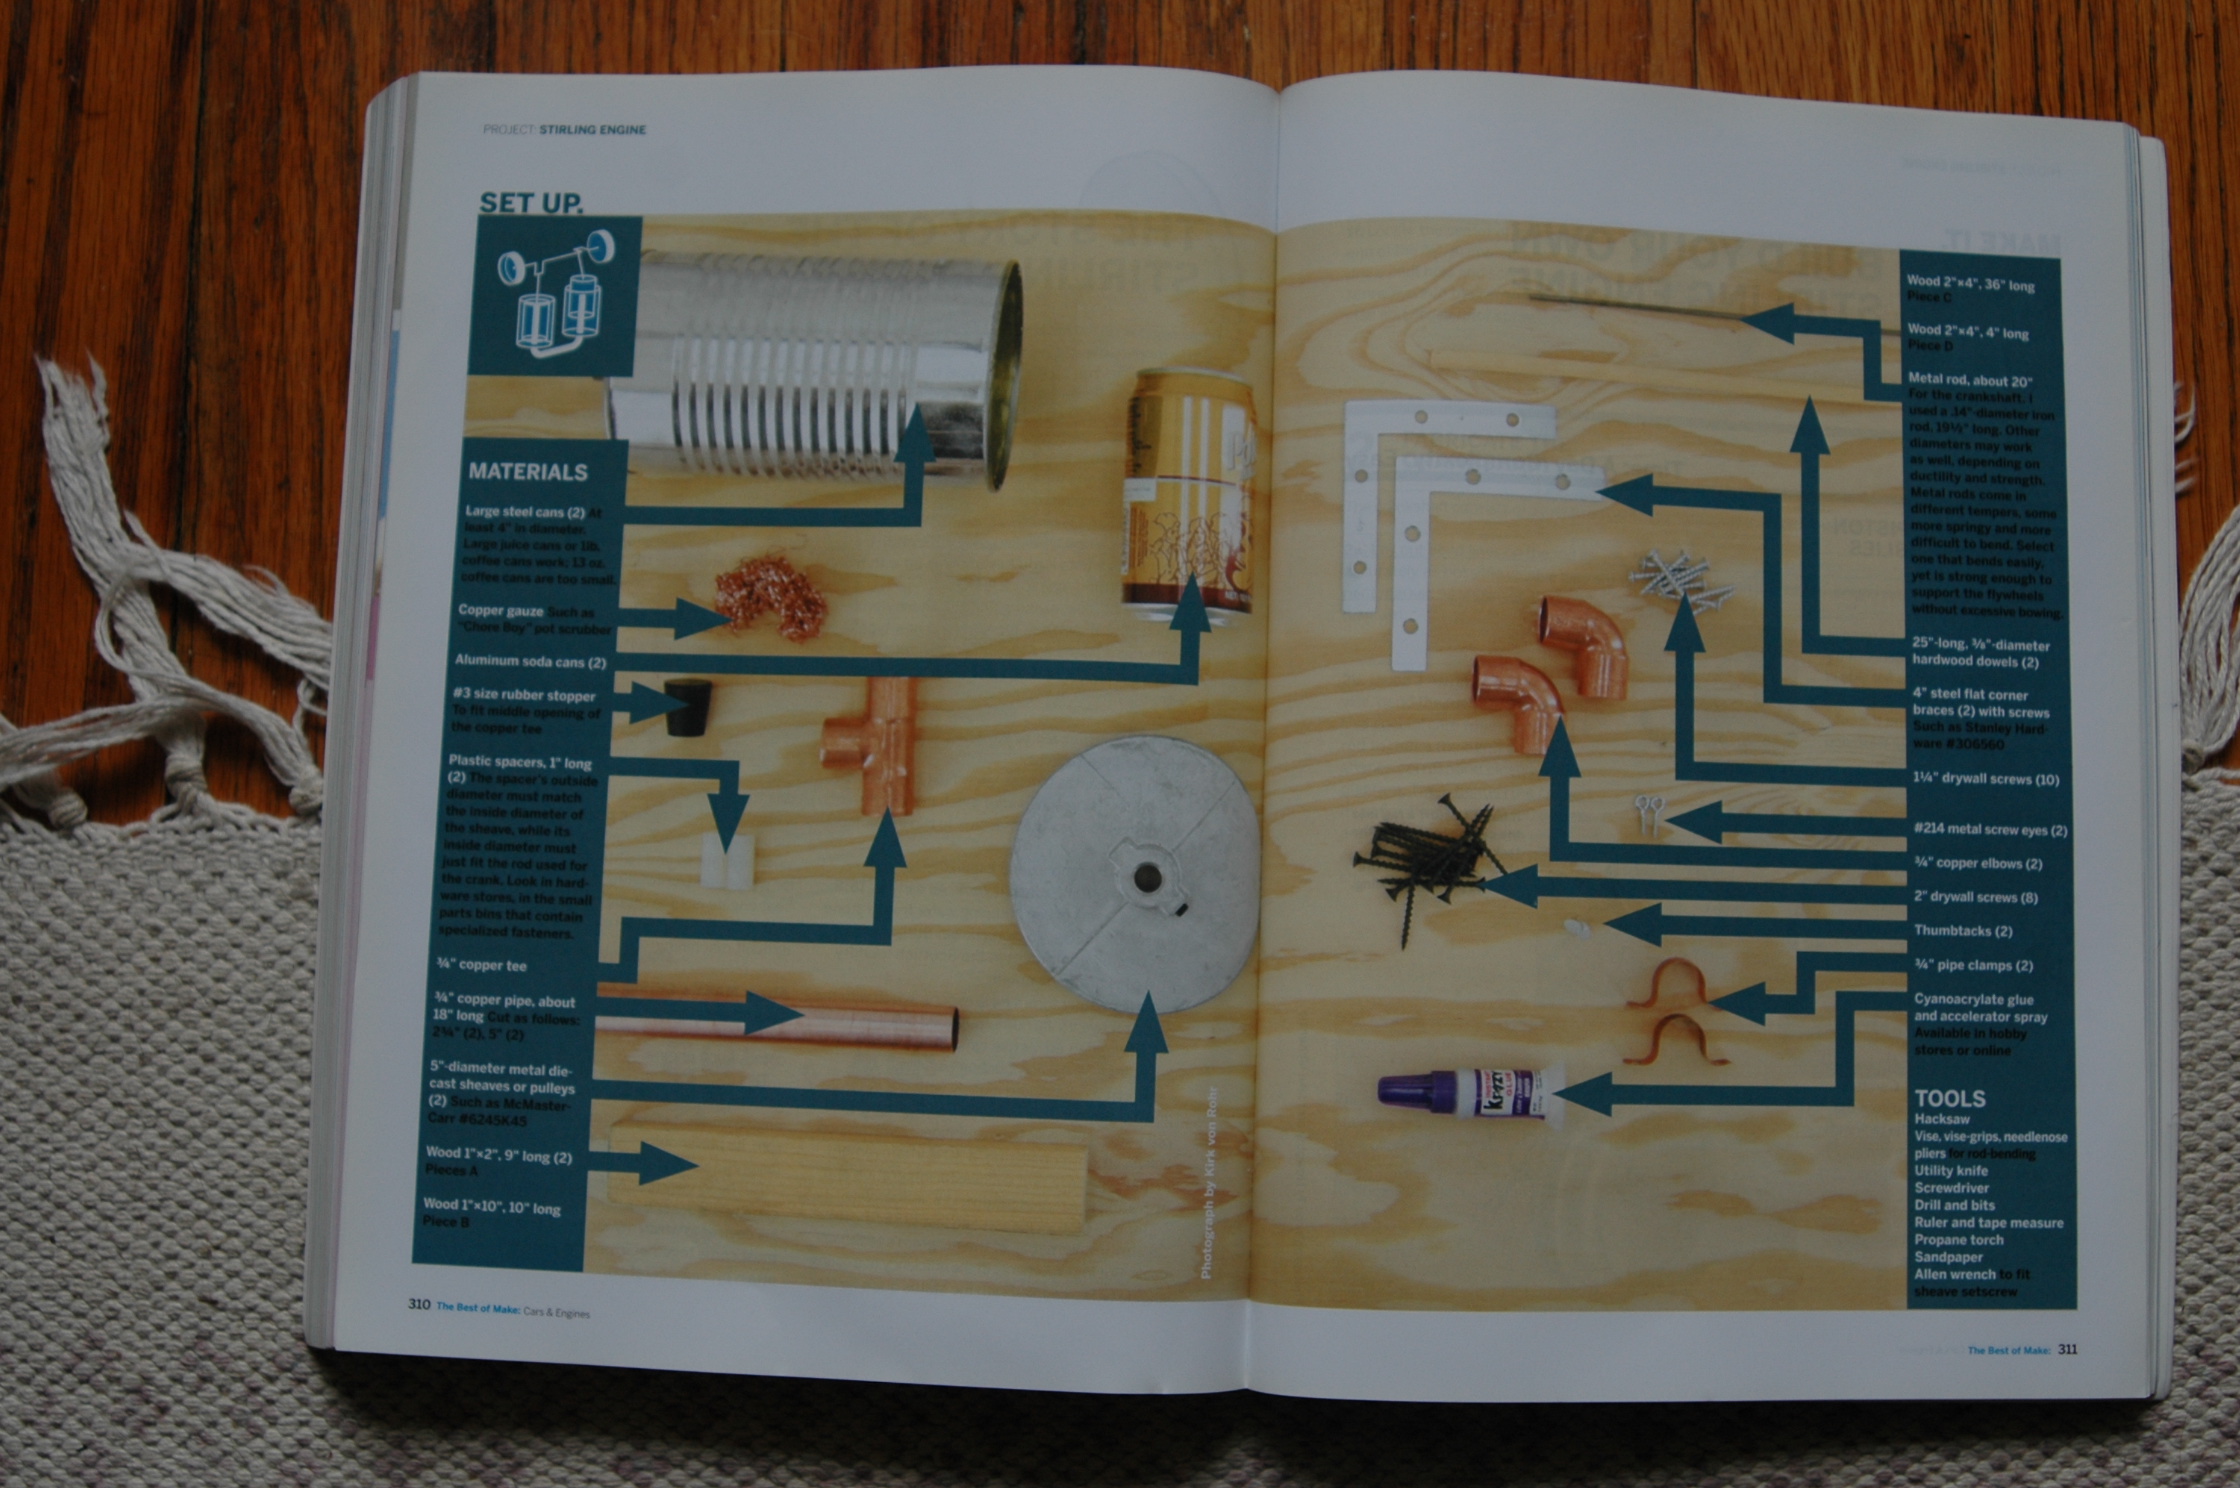 PROJECT: STIRLING ENGINE
SET UP.
MATERIALS
Large steel cans (2) At
least 4" in diameter.
Large juice cans or 1lb.
coffee cans work; 13 oz.
coffee cans are too small.
Copper gauze Such as
"Chore Boy" pot scrubber
Aluminum soda cans (2)
#3 size rubber stopper
To fit middle opening of
the copper tee
Plastic spacers, 1" long
(2) The spacer's outside
diameter must match
the inside diameter of
the sheaves, and its
inside diameter must
just fit the rod used for
the crank. Look in hard-
ware stores, in the small
parts bins that contain
specialized fasteners.
¾" copper tee
¾" copper pipe, about
18" long Cut as follows:
2¾" (2), 5" (2)
5"-diameter metal die-
cast sheaves or pulleys
(2) Such as McMaster-
Carr #6245K45
Wood 1"×2", 9" long (2)
Pieces A
Wood 1"×10", 10" long
Piece B
310 The Best of Make: Cars & Engines
Photograph by Kirk von Rohr
Wood 2"×4", 36" long
Piece C
Wood 2"×4", 4" long
Piece D
Metal rod, about 20"
For the crankshaft, I
used a .14"-diameter iron
rod, 19½" long. Other
diameters may work
as well, depending on
ductility and strength.
Metal rods come in
different tempers, some
more springy and more
difficult to bend. Select
one that bends easily,
yet is strong enough to
support the flywheels
without excessive bowing.
25"-long, ⅜"-diameter
hardwood dowels (2)
4" steel flat corner
braces (2) with screws
Such as Stanley Hard-
ware #306560
1¼" drywall screws (10)
#214 metal screw eyes (2)
¾" copper elbows (2)
2" drywall screws (8)
Thumbtacks (2)
¾" pipe clamps (2)
Cyanoacrylate glue
and accelerator spray
Available in hobby
stores or online
TOOLS
Hacksaw
Vise, vise-grips, needlenose
pliers for rod bending
Utility knife
Screwdriver
Drill and bits
Ruler and tape measure
Propane torch
Sandpaper
Allen wrench to fit
sheave setscrew
KRAZY
GLUE
The Best of Make: 311